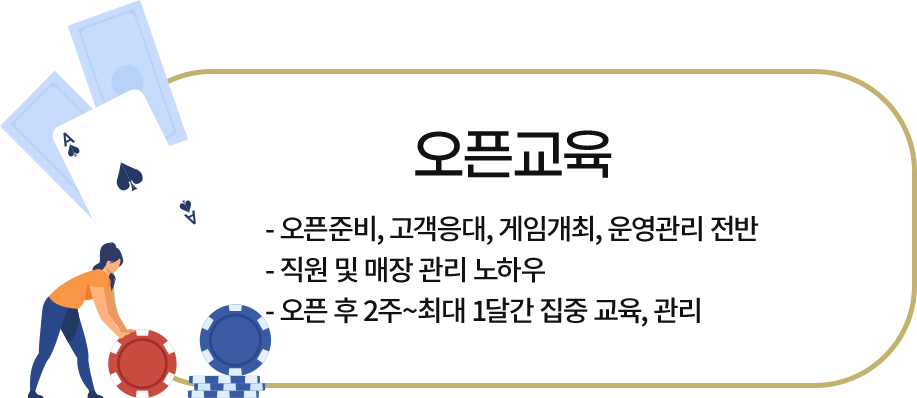 A
A
오픈교육
- 오픈준비, 고객응대, 게임개최, 운영관리 전반
- 직원 및 매장 관리 노하우
- 오픈 후 2주~최대 1달간 집중 교육, 관리